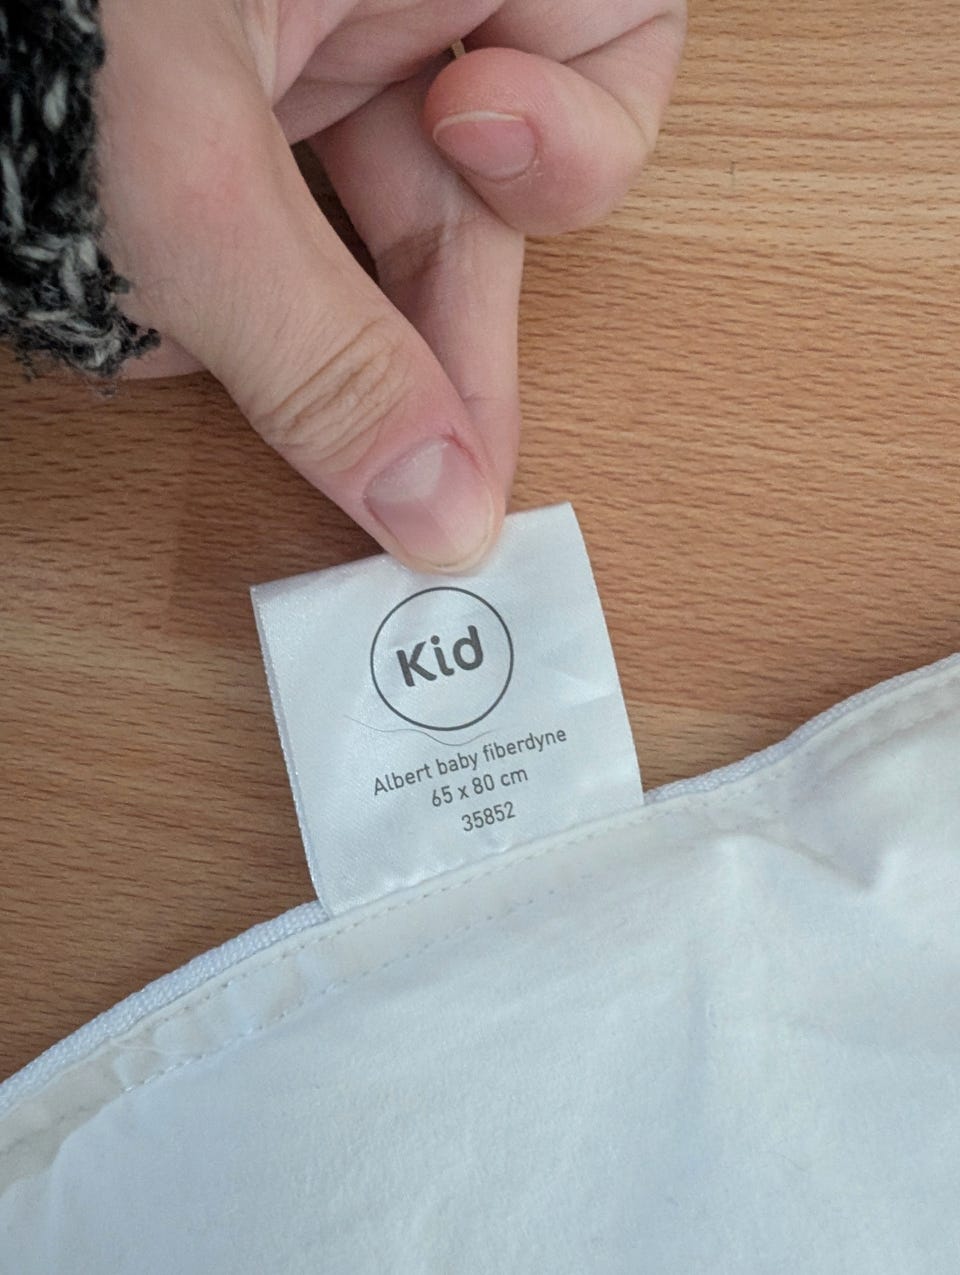 Kid
Albert baby fiberdyne
65 x 80 cm
35852